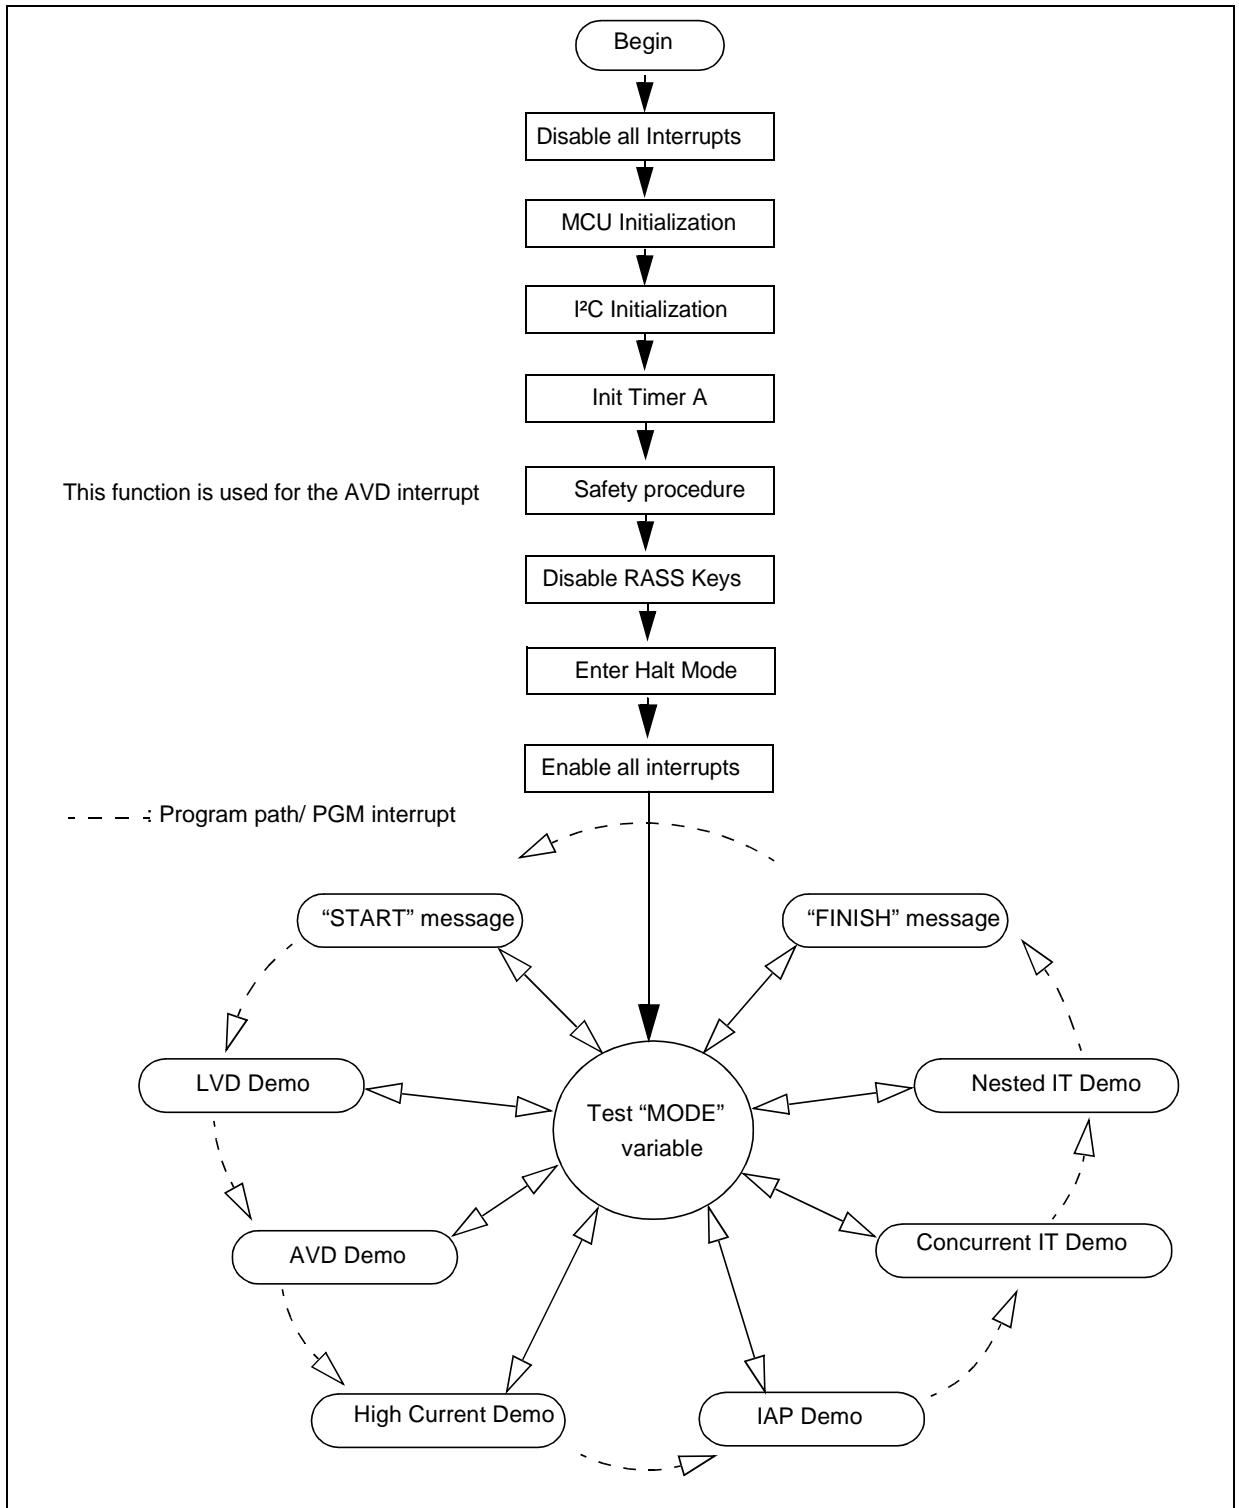 Begin
Disable all Interrupts
MCU Initialization
I²C Initialization
Init Timer A
This function is used for the AVD interrupt
Safety procedure
Disable RASS Keys
Enter Halt Mode
Enable all interrupts
: Program path/ PGM interrupt
“START” message
“FINISH” message
LVD Demo
Nested IT Demo
Test “MODE”
variable
AVD Demo
Concurrent IT Demo
High Current Demo
IAP Demo